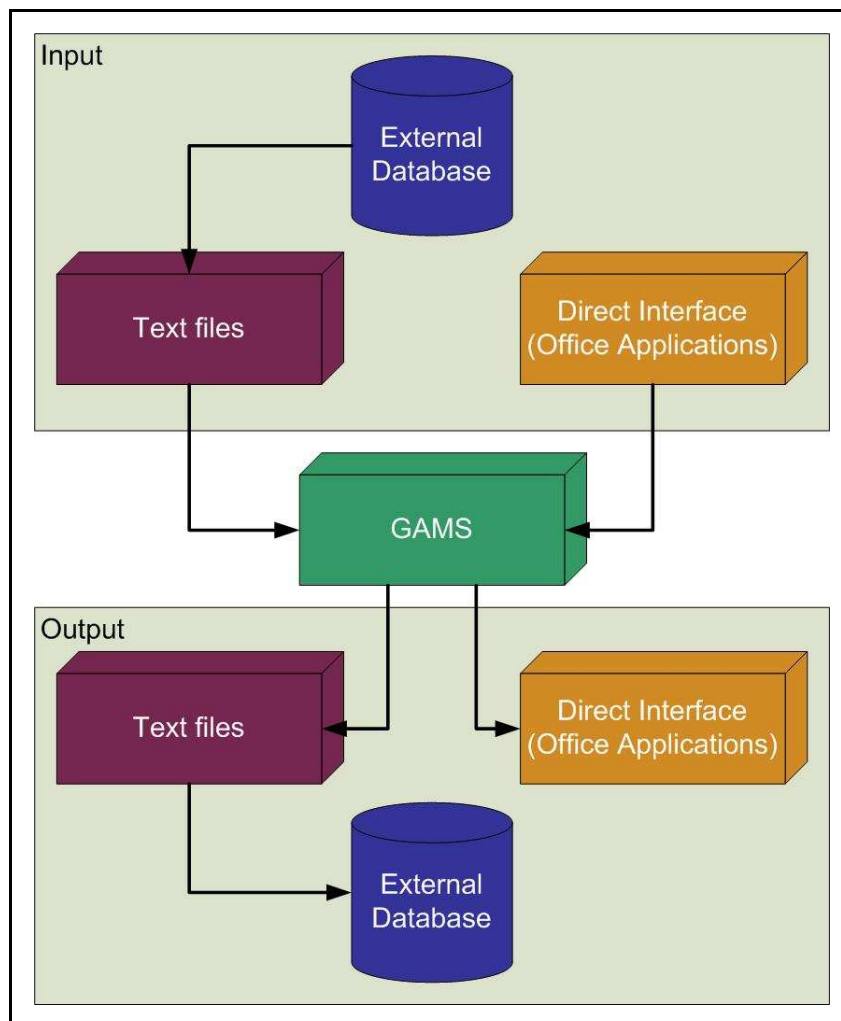 Input
External
Database
Text files
Direct Interface
(Office Applications)
GAMS
Output
Text files
Direct Interface
(Office Applications)
External
Database